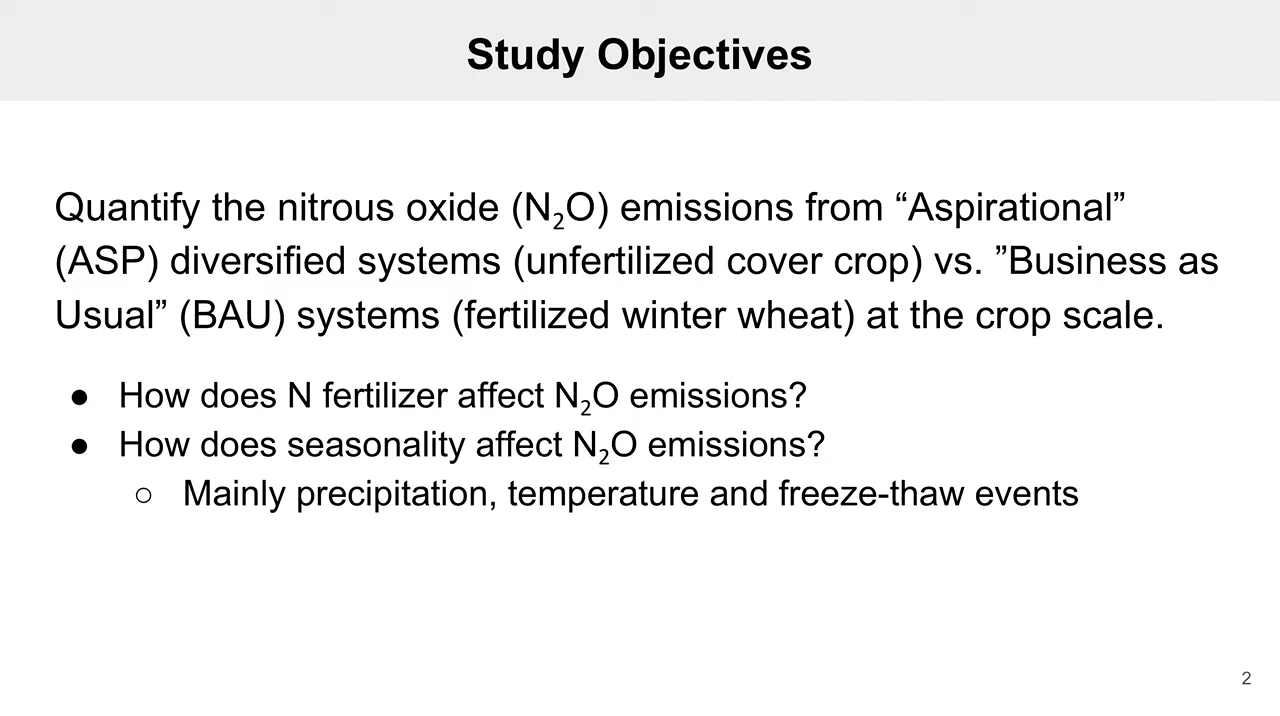 Study Objectives
Quantify the nitrous oxide (N₂O) emissions from “Aspirational”
(ASP) diversified systems (unfertilized cover crop) vs. ”Business as
Usual” (BAU) systems (fertilized winter wheat) at the crop scale.
● How does N fertilizer affect N₂O emissions?
● How does seasonality affect N₂O emissions?
○ Mainly precipitation, temperature and freeze-thaw events
2